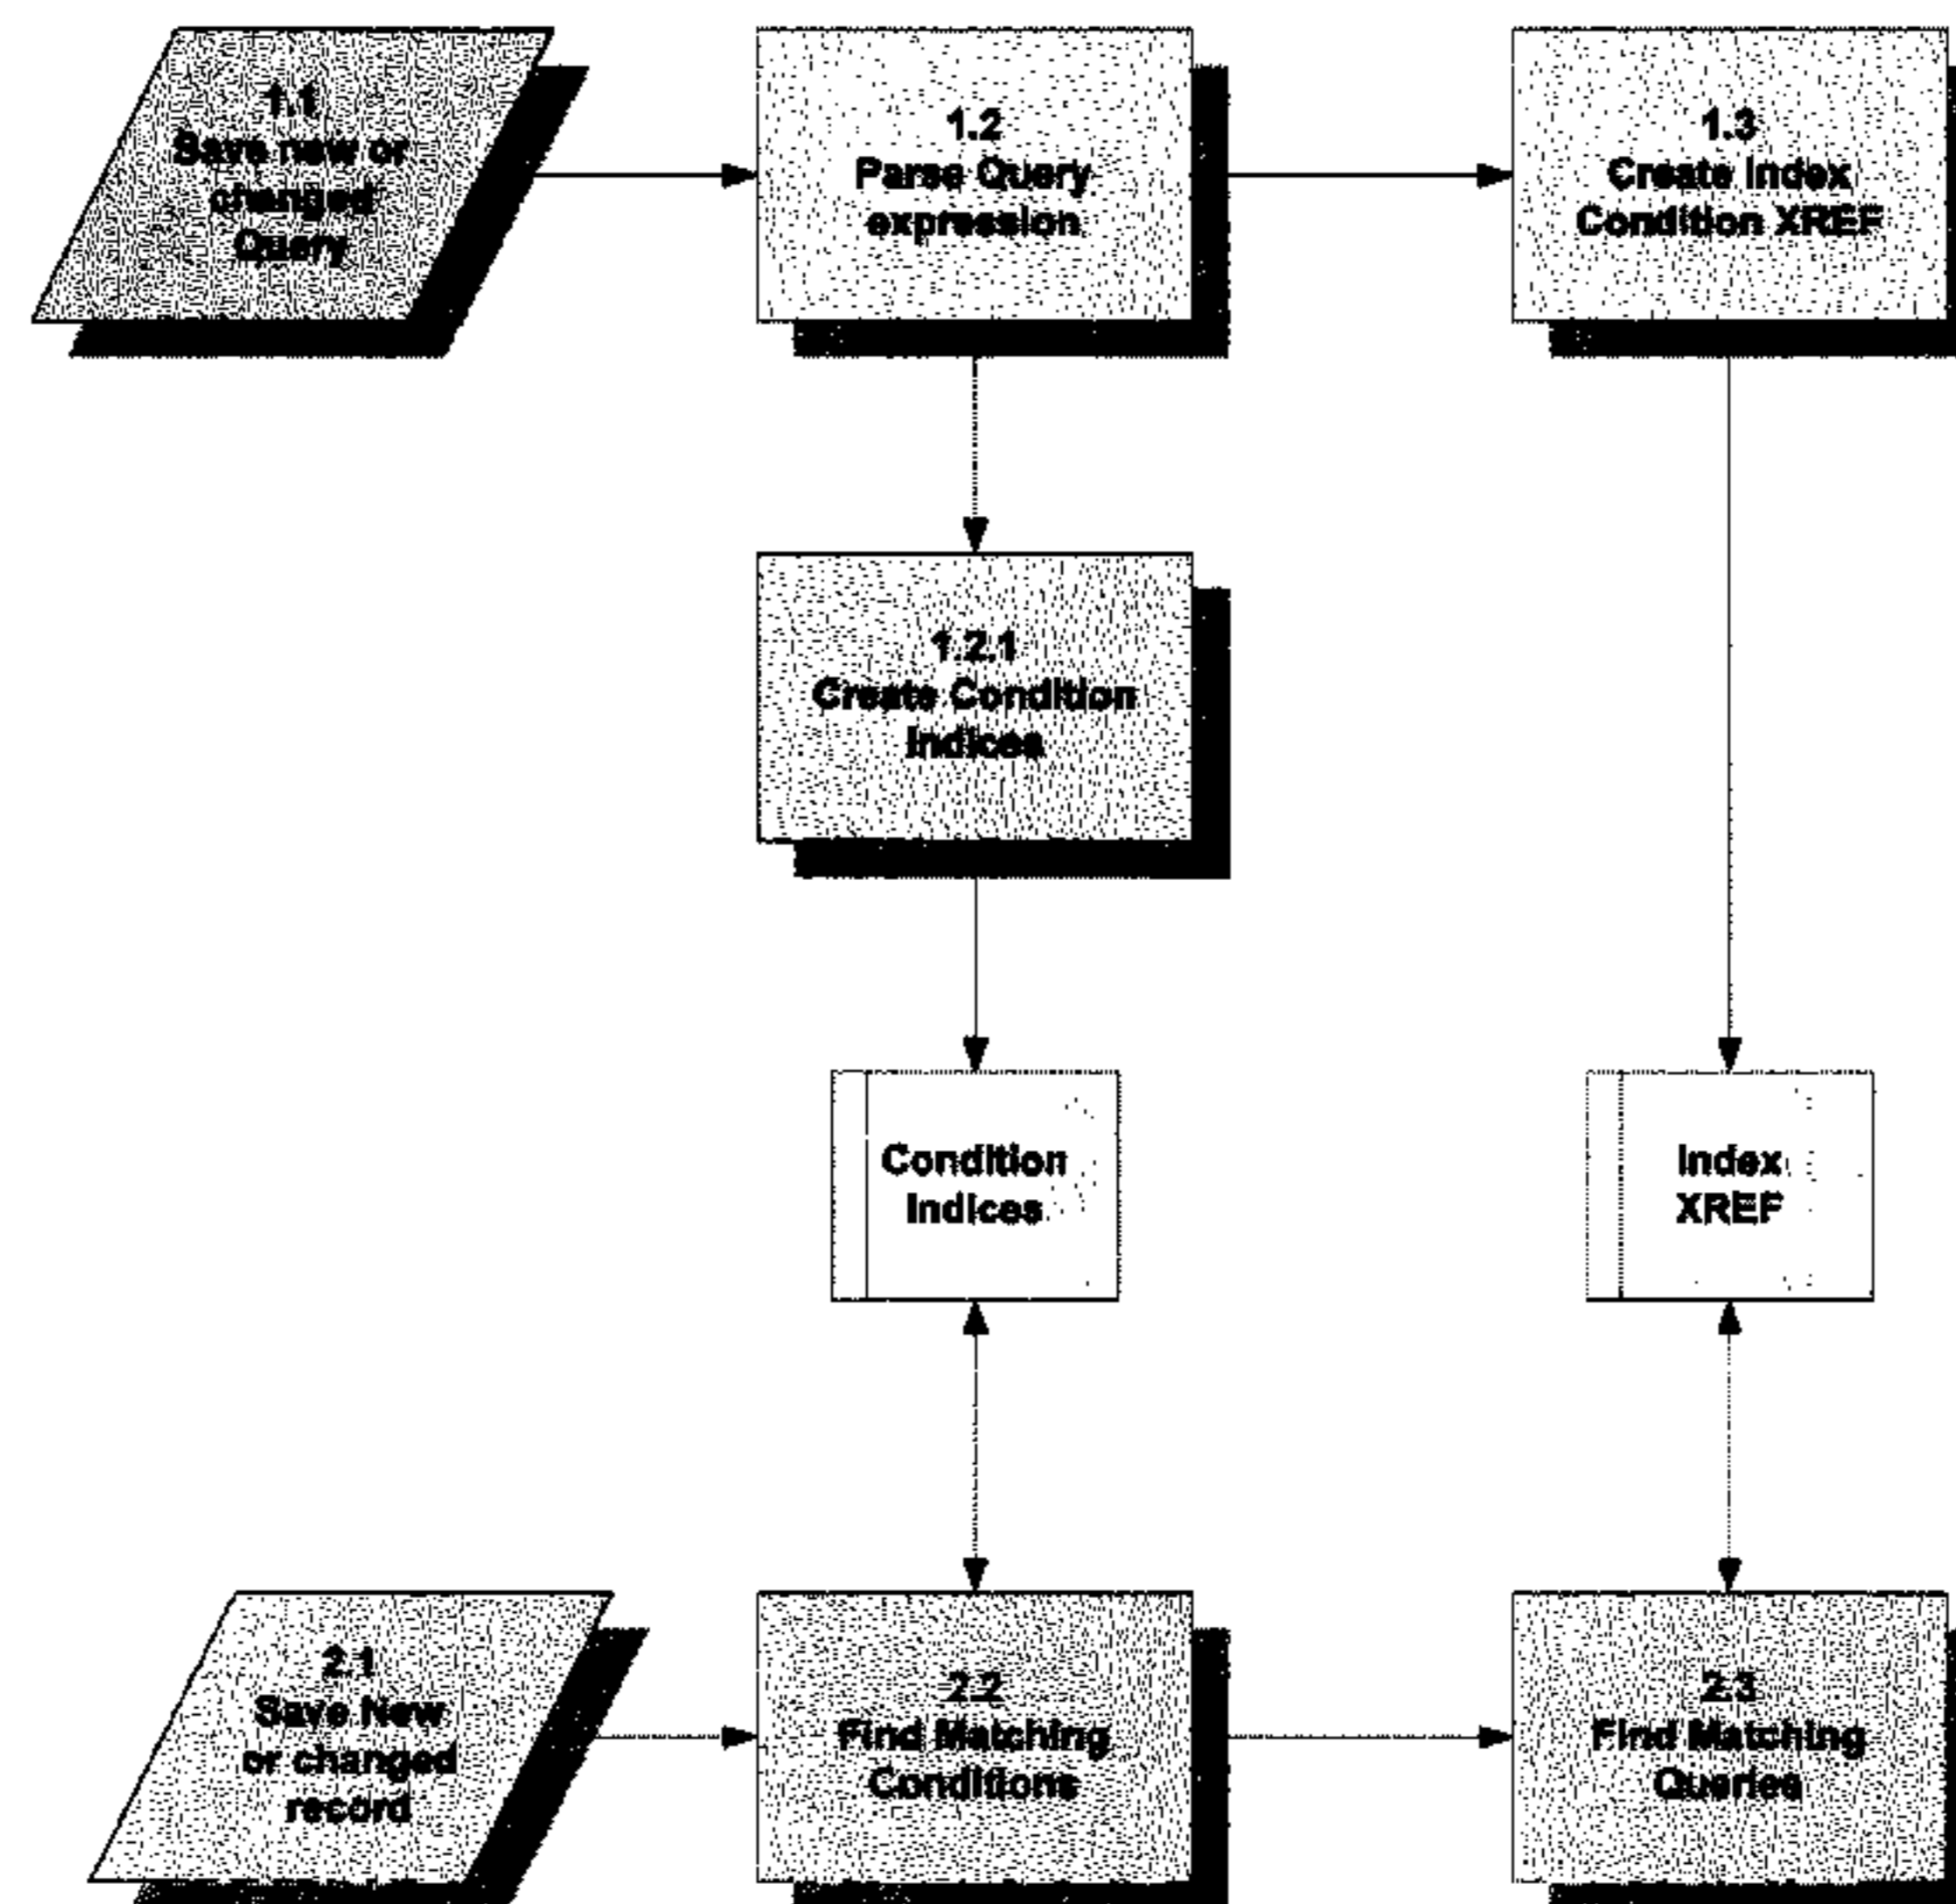 1.1
Save new or
changed
Query
1.2
Parse Query
expression
1.3
Create Index
Condition XREF
1.2.1
Create Condition
Indices
Condition
Indices
Index
XREF
2.1
Save New
or changed
record
2.2
Find Matching
Conditions
2.3
Find Matching
Queries